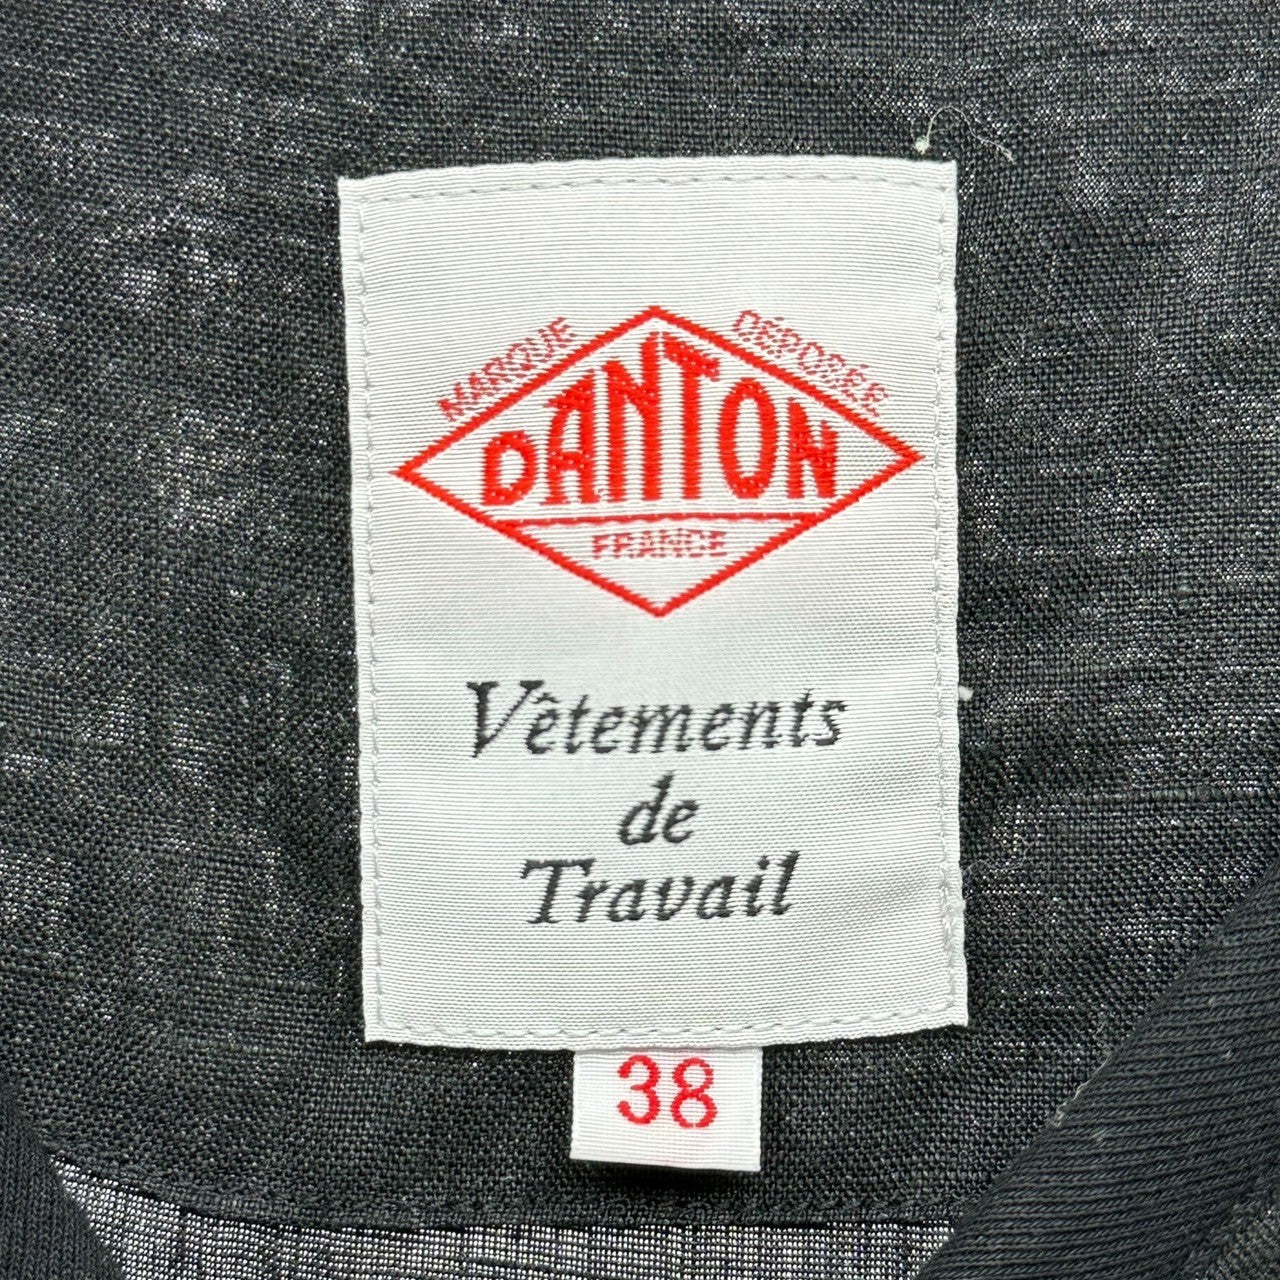 MARQUE DÉPOSÉE
DANTON
FRANCE
Vêtements
de
Travail
38